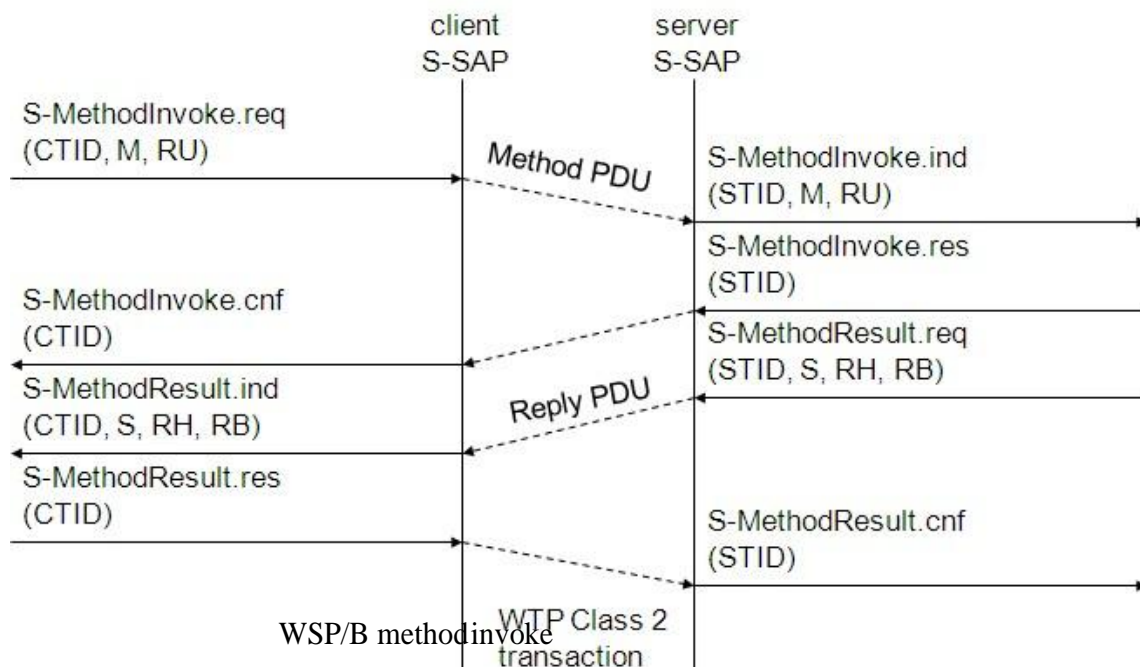 client
S-SAP
server
S-SAP
S-MethodInvoke.req
(CTID, M, RU)
Method PDU
S-MethodInvoke.ind
(STID, M, RU)
S-MethodInvoke.res
(STID)
S-MethodInvoke.cnf
(CTID)
S-MethodResult.req
(STID, S, RH, RB)
S-MethodResult.ind
(CTID, S, RH, RB)
Reply PDU
S-MethodResult.res
(CTID)
S-MethodResult.cnf
(STID)
WSP/B methodinvoke
WTP Class 2
transaction